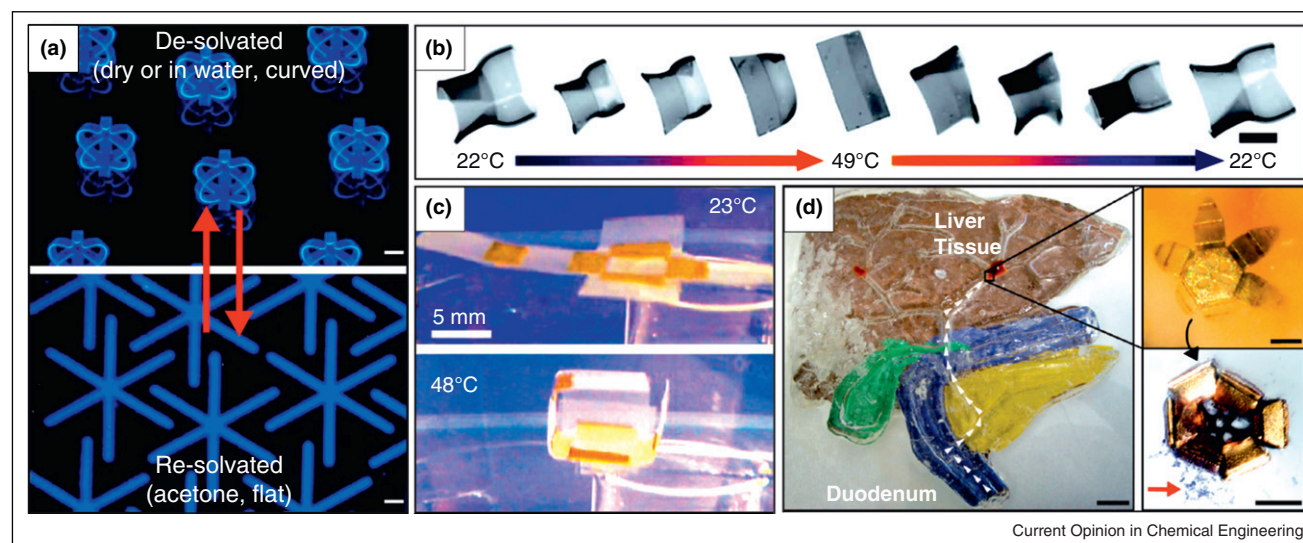 (a)
De-solvated
(dry or in water, curved)
Re-solvated
(acetone, flat)
(b)
22°C
49°C
22°C
(c)
23°C
5 mm
48°C
(d)
Liver
Tissue
Duodenum
Current Opinion in Chemical Engineering